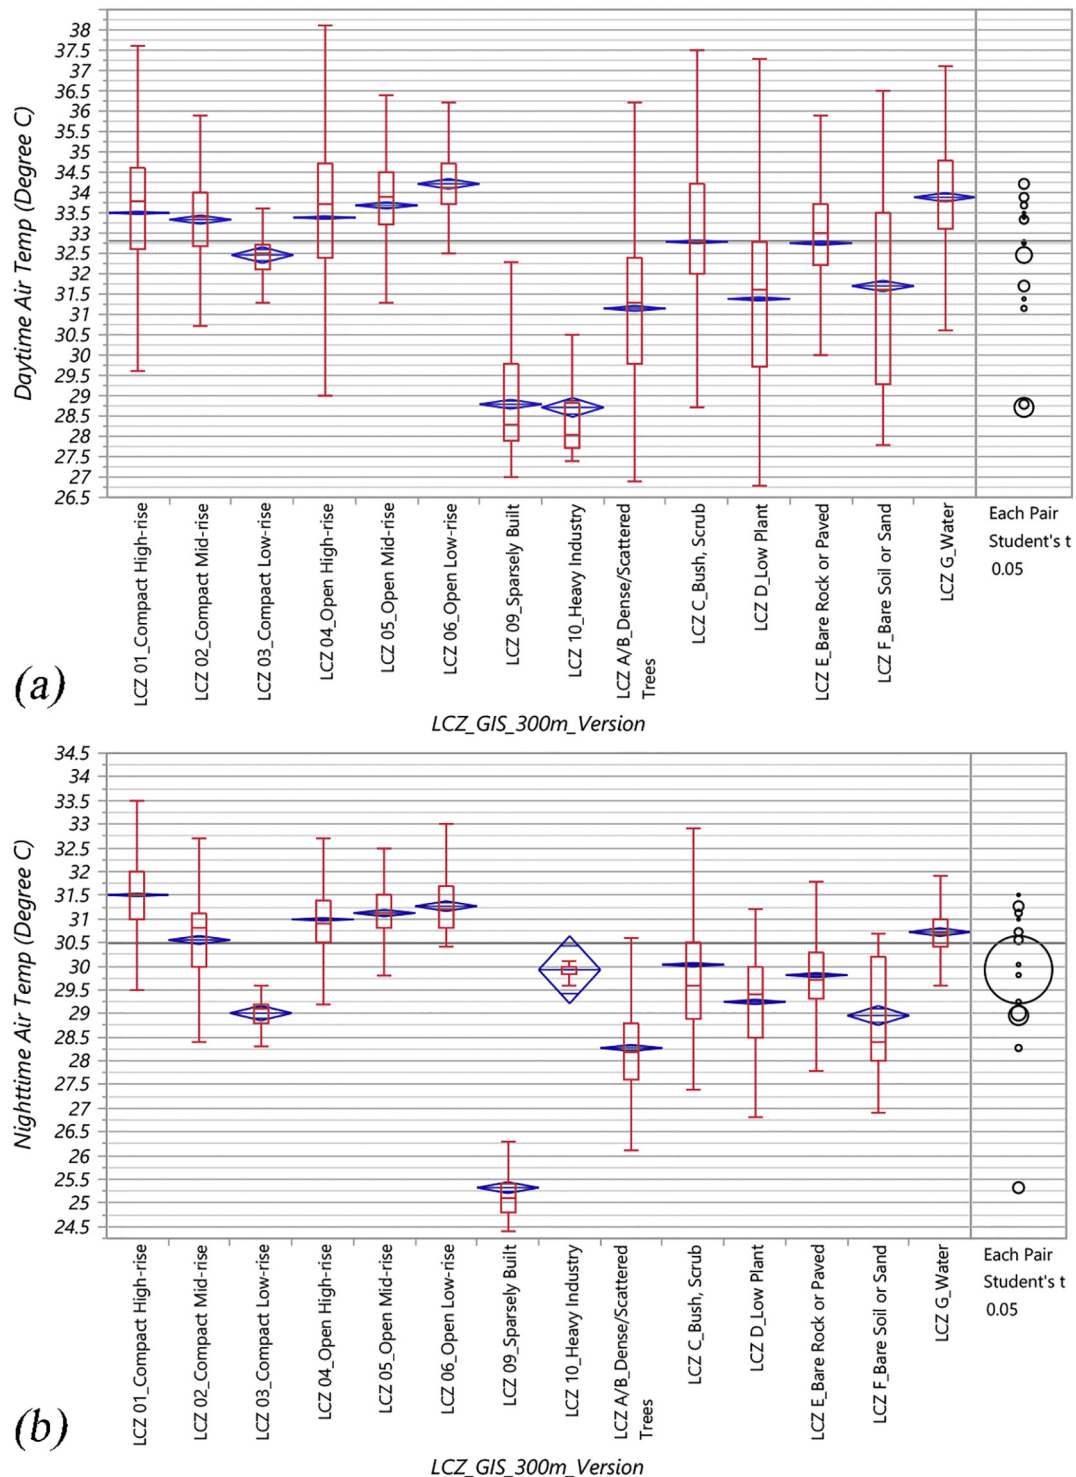 38
37.5
37
36.5
36
35.5
35
34.5
34
33.5
33
32.5
32
31.5
31
30.5
30
29.5
29
28.5
28
27.5
27
26.5
Daytime Air Temp (Degree C)
LCZ 01_Compact High-rise
LCZ 02_Compact Mid-rise
LCZ 03_Compact Low-rise
LCZ 04_Open High-rise
LCZ 05_Open Mid-rise
LCZ 06_Open Low-rise
LCZ 09_Sparsely Built
LCZ 10_Heavy Industry
LCZ A/B_Dense/Scattered
Trees
LCZ C_Bush, Scrub
LCZ D_Low Plant
LCZ E_Bare Rock or Paved
LCZ F_Bare Soil or Sand
LCZ G_Water
Each Pair
Student's t
0.05
(a)
LCZ_GIS_300m_Version
34.5
34
33.5
33
32.5
32
31.5
31
30.5
30
29.5
29
28.5
28
27.5
27
26.5
26
25.5
25
24.5
Nighttime Air Temp (Degree C)
LCZ 01_Compact High-rise
LCZ 02_Compact Mid-rise
LCZ 03_Compact Low-rise
LCZ 04_Open High-rise
LCZ 05_Open Mid-rise
LCZ 06_Open Low-rise
LCZ 09_Sparsely Built
LCZ 10_Heavy Industry
LCZ A/B_Dense/Scattered
Trees
LCZ C_Bush, Scrub
LCZ D_Low Plant
LCZ E_Bare Rock or Paved
LCZ F_Bare Soil or Sand
LCZ G_Water
Each Pair
Student's t
0.05
(b)
LCZ_GIS_300m_Version